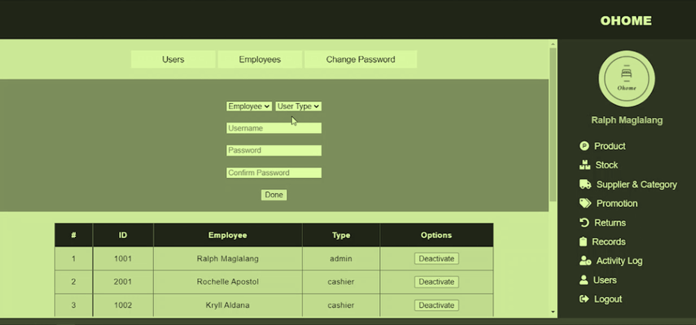 OHOME
Users Employees Change Password
Employee User Type
Username
Password
Confirm Password
Done
# ID Employee Type Options
1 1001 Ralph Maglalang admin Deactivate
2 2001 Rochelle Apostol cashier Deactivate
3 1002 Kryll Aldana cashier Deactivate
Ohome
Ralph Maglalang
Product
Stock
Supplier & Category
Promotion
Returns
Records
Activity Log
Users
Logout